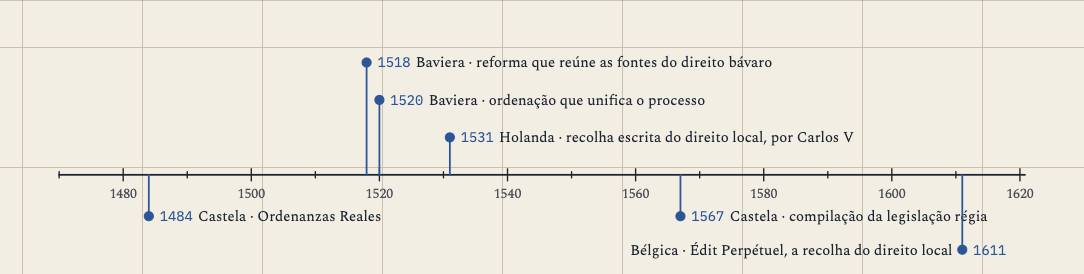 1518 Baviera · reforma que reúne as fontes do direito bávaro
1520 Baviera · ordenação que unifica o processo
1531 Holanda · recolha escrita do direito local, por Carlos V
1480 1500 1520 1540 1560 1580 1600 1620
1484 Castela · Ordenanzas Reales
1567 Castela · compilação da legislação régia
Bélgica · Édit Perpétuel, a recolha do direito local 1611